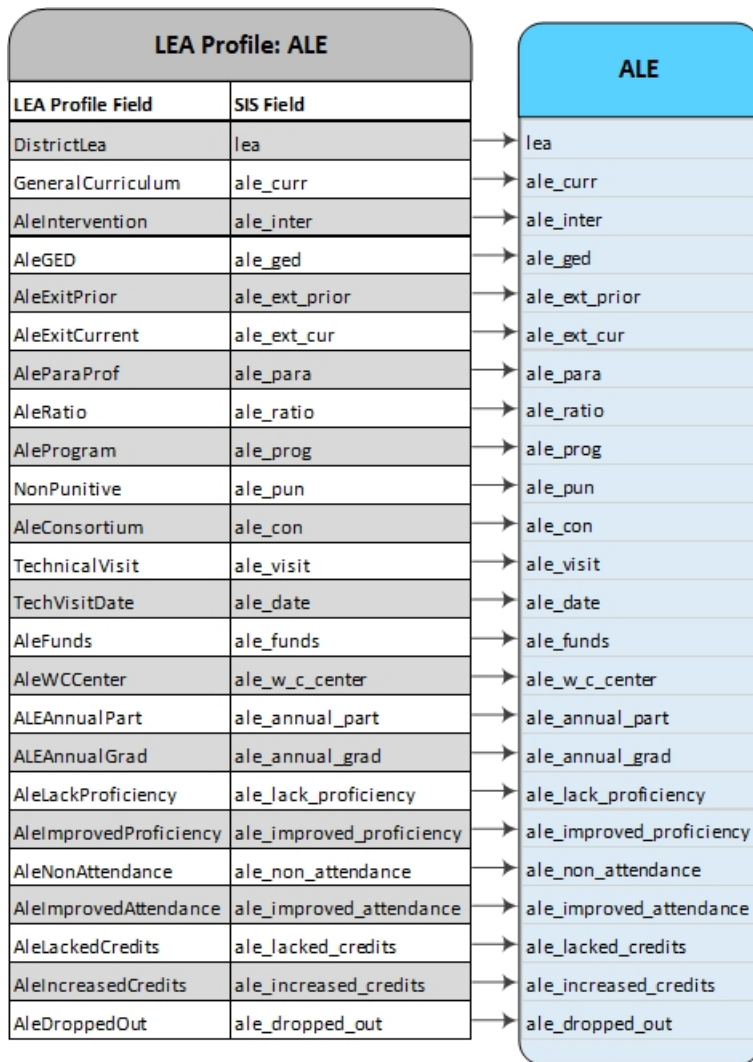 LEA Profile: ALE
ALE
LEA Profile Field SIS Field
DistrictLea lea lea
GeneralCurriculum ale_curr ale_curr
AleIntervention ale_inter ale_inter
AleGED ale_ged ale_ged
AleExitPrior ale_ext_prior ale_ext_prior
AleExitCurrent ale_ext_cur ale_ext_cur
AleParaProf ale_para ale_para
AleRatio ale_ratio ale_ratio
AleProgram ale_prog ale_prog
NonPunitive ale_pun ale_pun
AleConsortium ale_con ale_con
TechnicalVisit ale_visit ale_visit
TechVisitDate ale_date ale_date
AleFunds ale_funds ale_funds
AleWCCenter ale_w_c_center ale_w_c_center
ALEAnnualPart ale_annual_part ale_annual_part
ALEAnnualGrad ale_annual_grad ale_annual_grad
AleLackProficiency ale_lack_proficiency ale_lack_proficiency
AleImprovedProficiency ale_improved_proficiency ale_improved_proficiency
AleNonAttendance ale_non_attendance ale_non_attendance
AleImprovedAttendance ale_improved_attendance ale_improved_attendance
AleLackedCredits ale_lacked_credits ale_lacked_credits
AleIncreasedCredits ale_increased_credits ale_increased_credits
AleDroppedOut ale_dropped_out ale_dropped_out